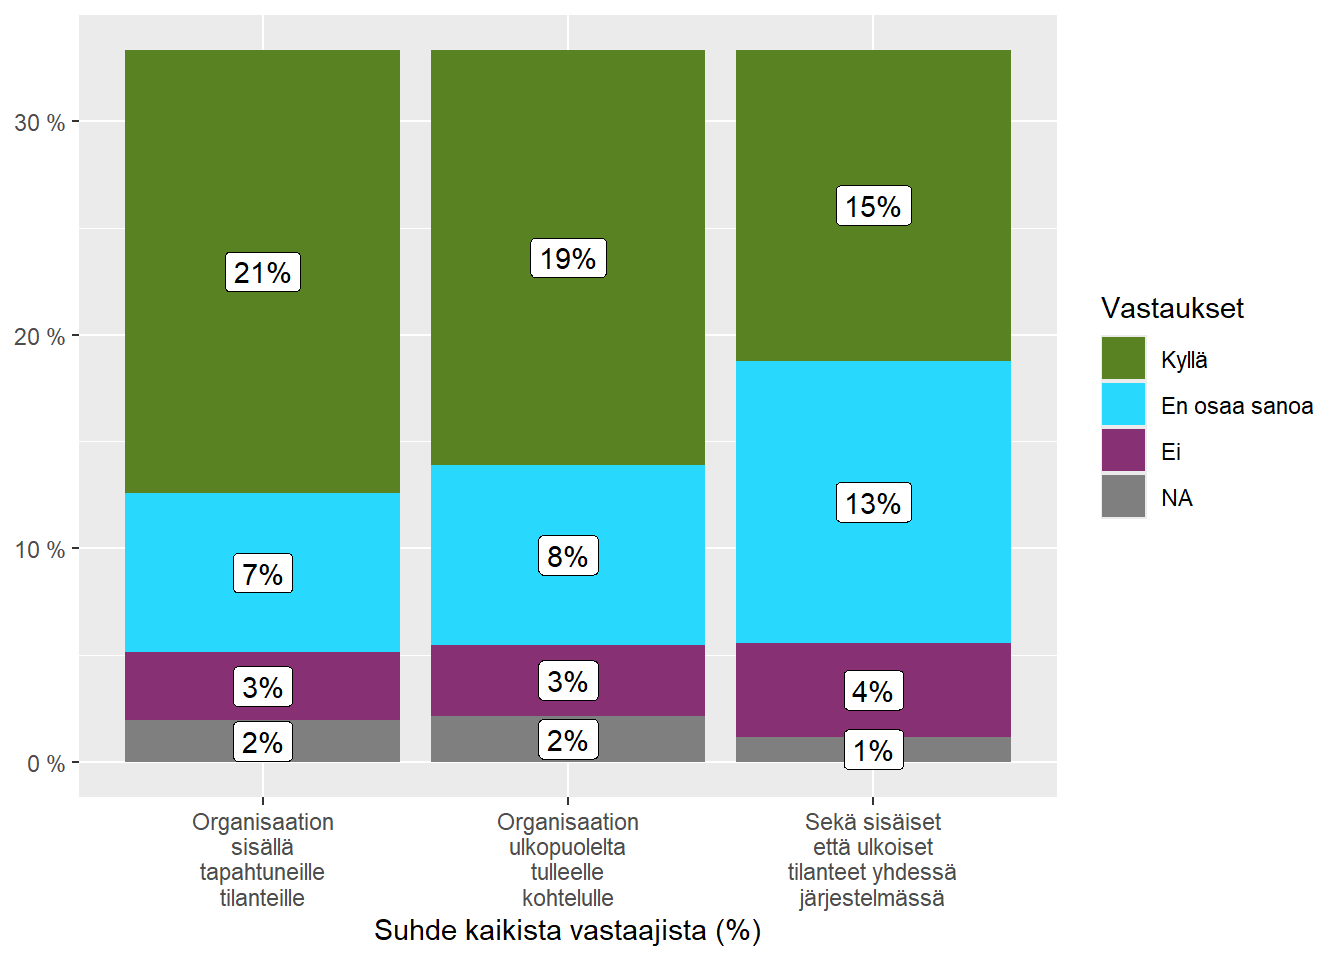 30 %
20 %
10 %
0 %
21%
19%
15%
7%
8%
13%
3%
3%
4%
2%
2%
1%
Organisaation
sisällä
tapahtuneille
tilanteille
Organisaation
ulkopuolelta
tulleelle
kohtelulle
Sekä sisäiset
että ulkoiset
tilanteet yhdessä
järjestelmässä
Suhde kaikista vastaajista (%)
Vastaukset
Kyllä
En osaa sanoa
Ei
NA